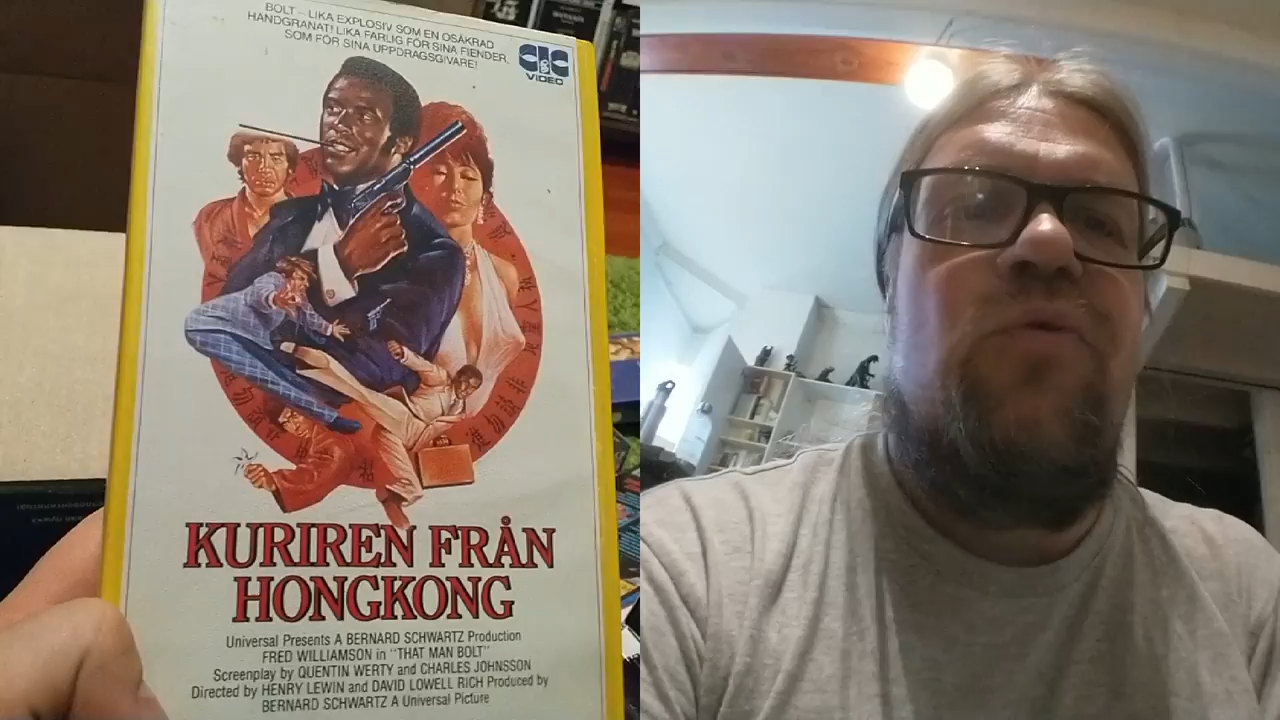 BOLT – LIKA EXPLOSIV SOM EN OSÄKRAD
HANDGRANAT! LIKA FARLIG FÖR SINA FIENDER,
SOM FÖR SINA UPPDRAGSGIVARE!
CIC
VIDEO
KURIREN FRÅN
HONGKONG
Universal Presents A BERNARD SCHWARTZ Production
FRED WILLIAMSON in "THAT MAN BOLT"
Screenplay by QUENTIN WERTY and CHARLES JOHNSSON
Directed by HENRY LEWIN and DAVID LOWELL RICH Produced by
BERNARD SCHWARTZ A Universal Picture